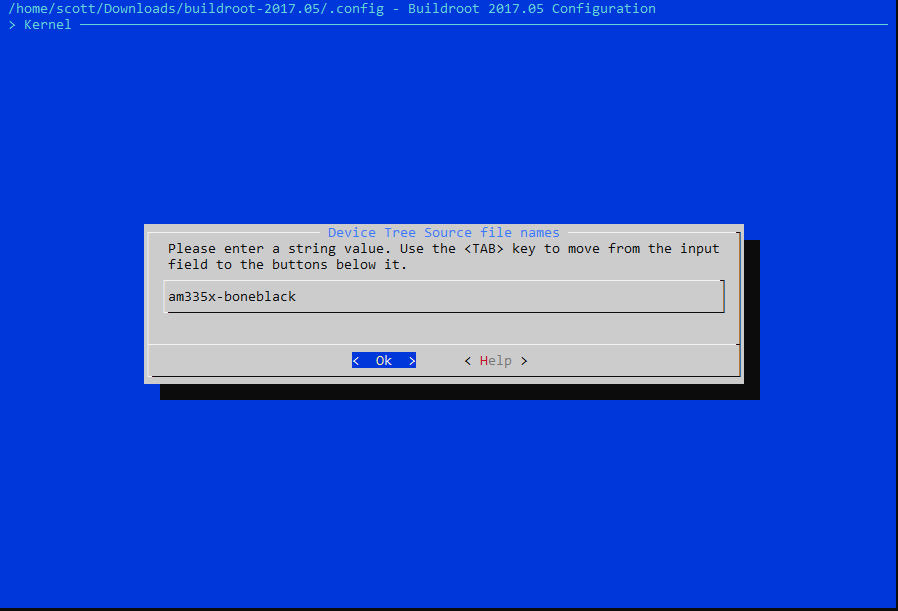 /home/scott/Downloads/buildroot-2017.05/.config - Buildroot 2017.05 Configuration
> Kernel
Device Tree Source file names
Please enter a string value. Use the <TAB> key to move from the input
field to the buttons below it.
am335x-boneblack
< Ok > < Help >